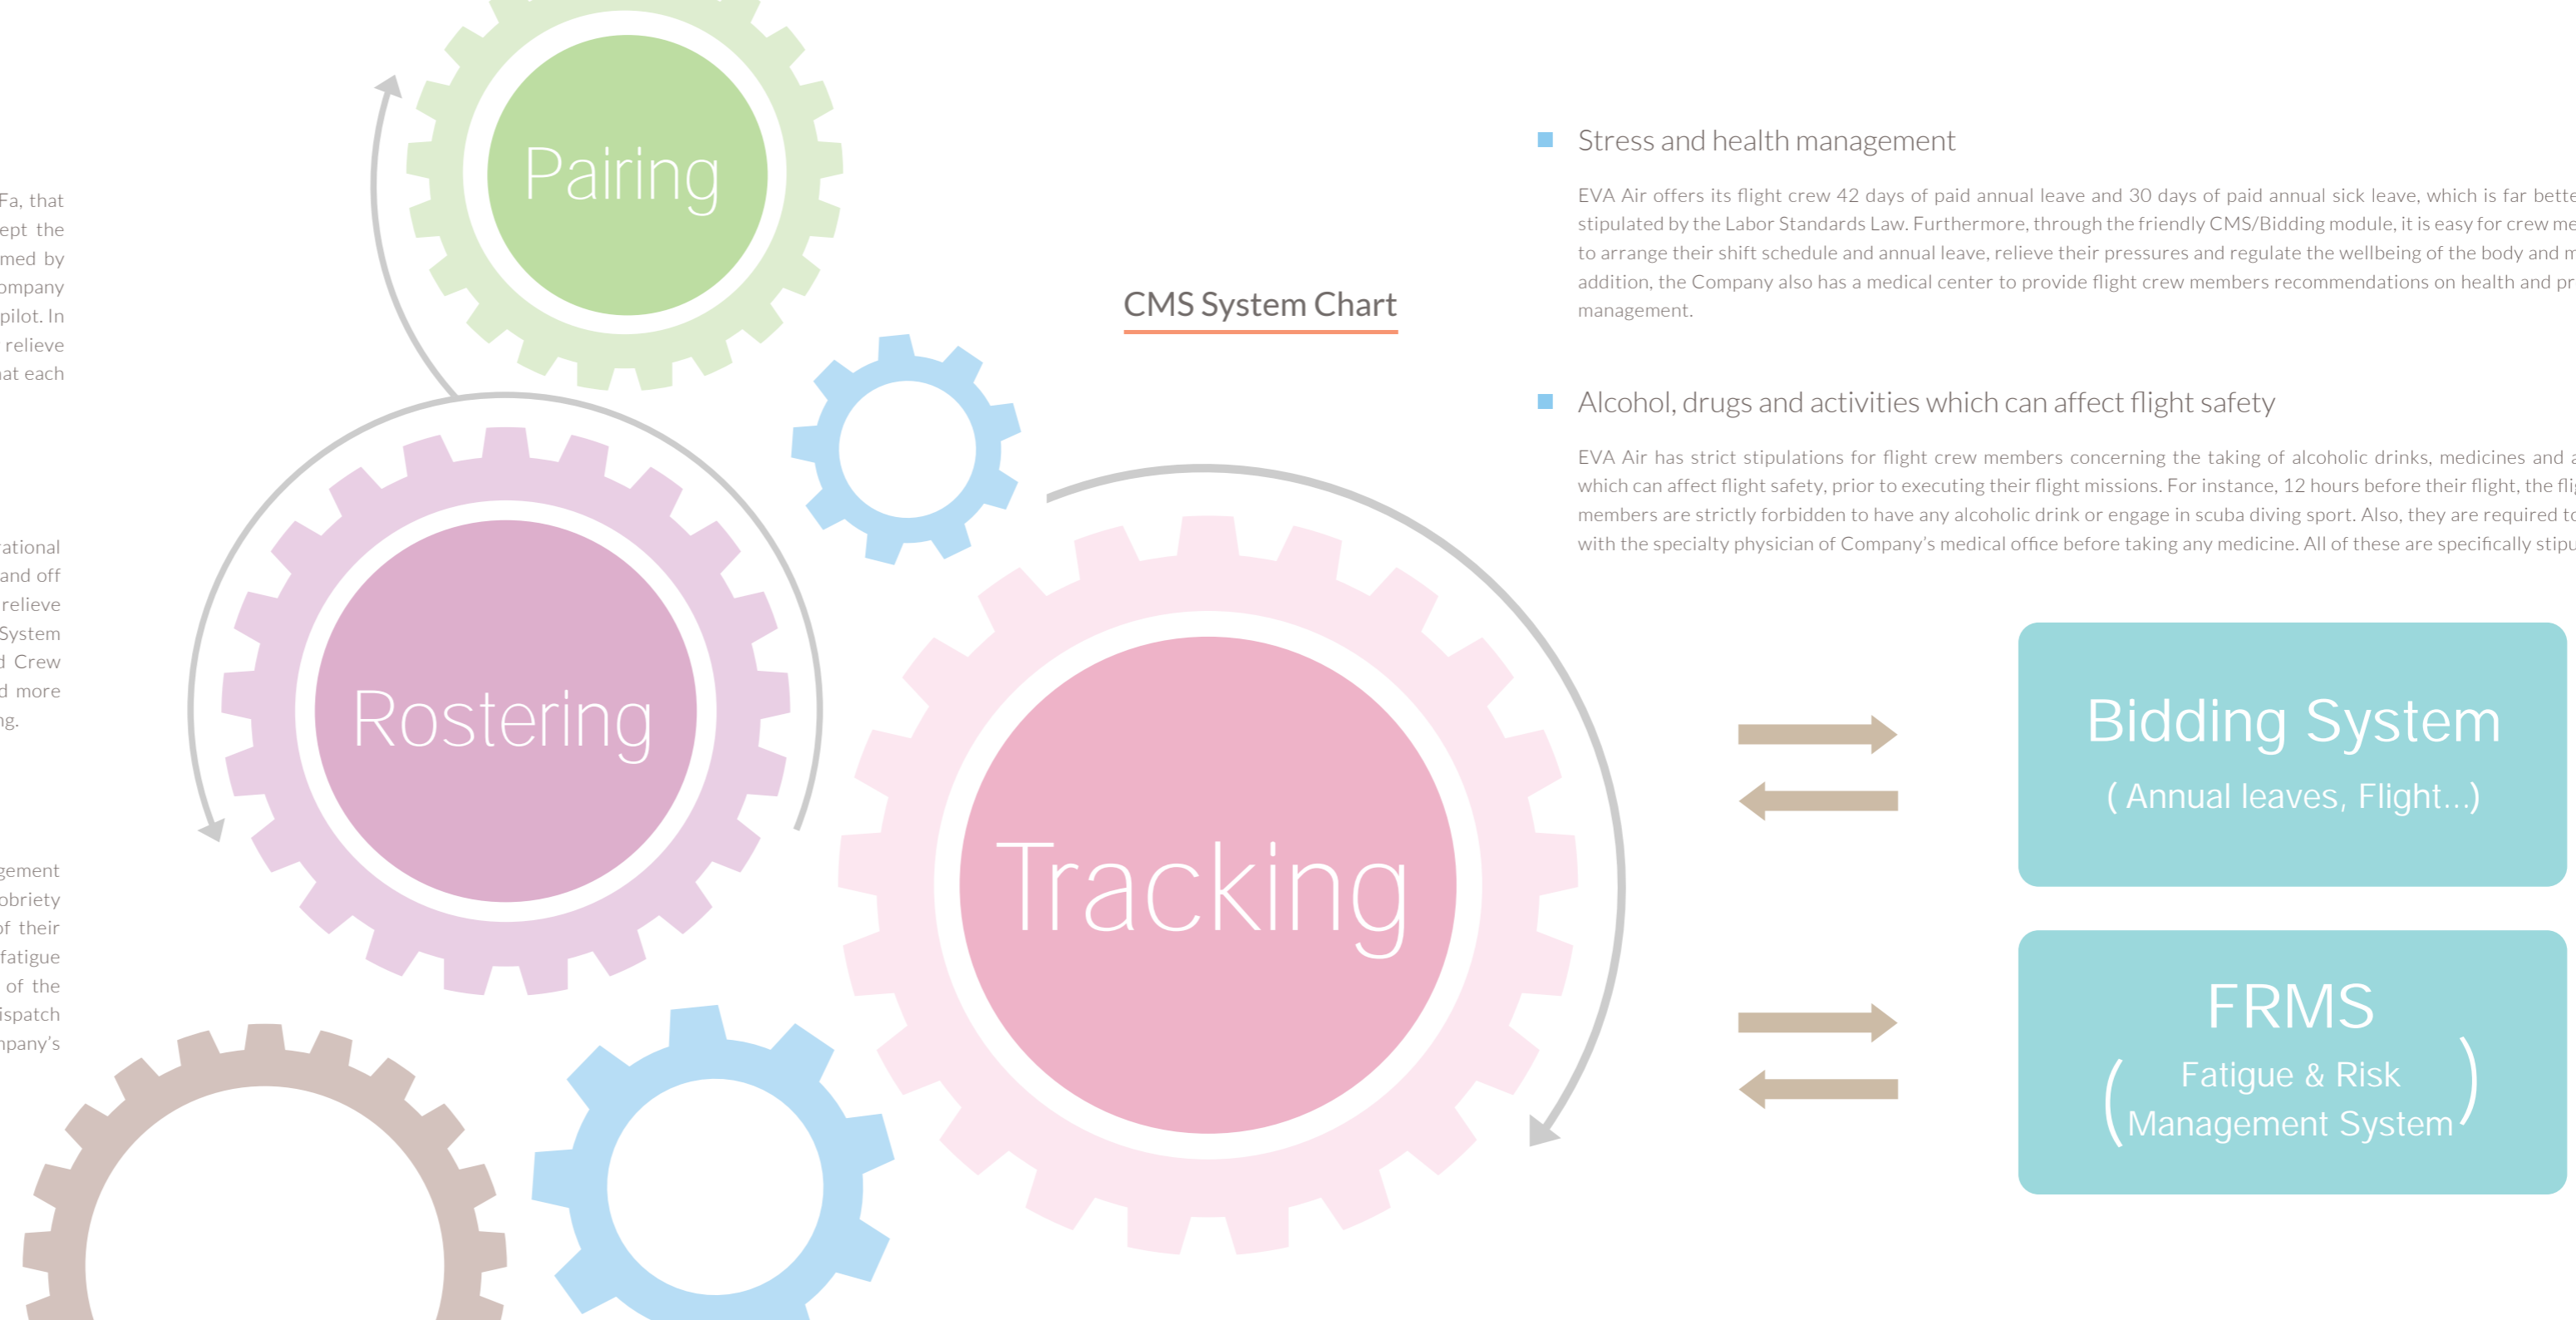 Fa, that
ept the
med by
ompany
pilot. In
relieve
at each
ational
and off
relieve
System
d Crew
d more
ng.
gement
obriety
of their
fatigue
of the
ispatch
mpany's
Pairing
Rostering
CMS System Chart
Tracking
Stress and health management
EVA Air offers its flight crew 42 days of paid annual leave and 30 days of paid annual sick leave, which is far bette
stipulated by the Labor Standards Law. Furthermore, through the friendly CMS/Bidding module, it is easy for crew me
to arrange their shift schedule and annual leave, relieve their pressures and regulate the wellbeing of the body and m
addition, the Company also has a medical center to provide flight crew members recommendations on health and pr
management.
Alcohol, drugs and activities which can affect flight safety
EVA Air has strict stipulations for flight crew members concerning the taking of alcoholic drinks, medicines and a
which can affect flight safety, prior to executing their flight missions. For instance, 12 hours before their flight, the flig
members are strictly forbidden to have any alcoholic drink or engage in scuba diving sport. Also, they are required to
with the specialty physician of Company's medical office before taking any medicine. All of these are specifically stipu
Bidding System
( Annual leaves, Flight...)
FRMS
( Fatigue & Risk
Management System )